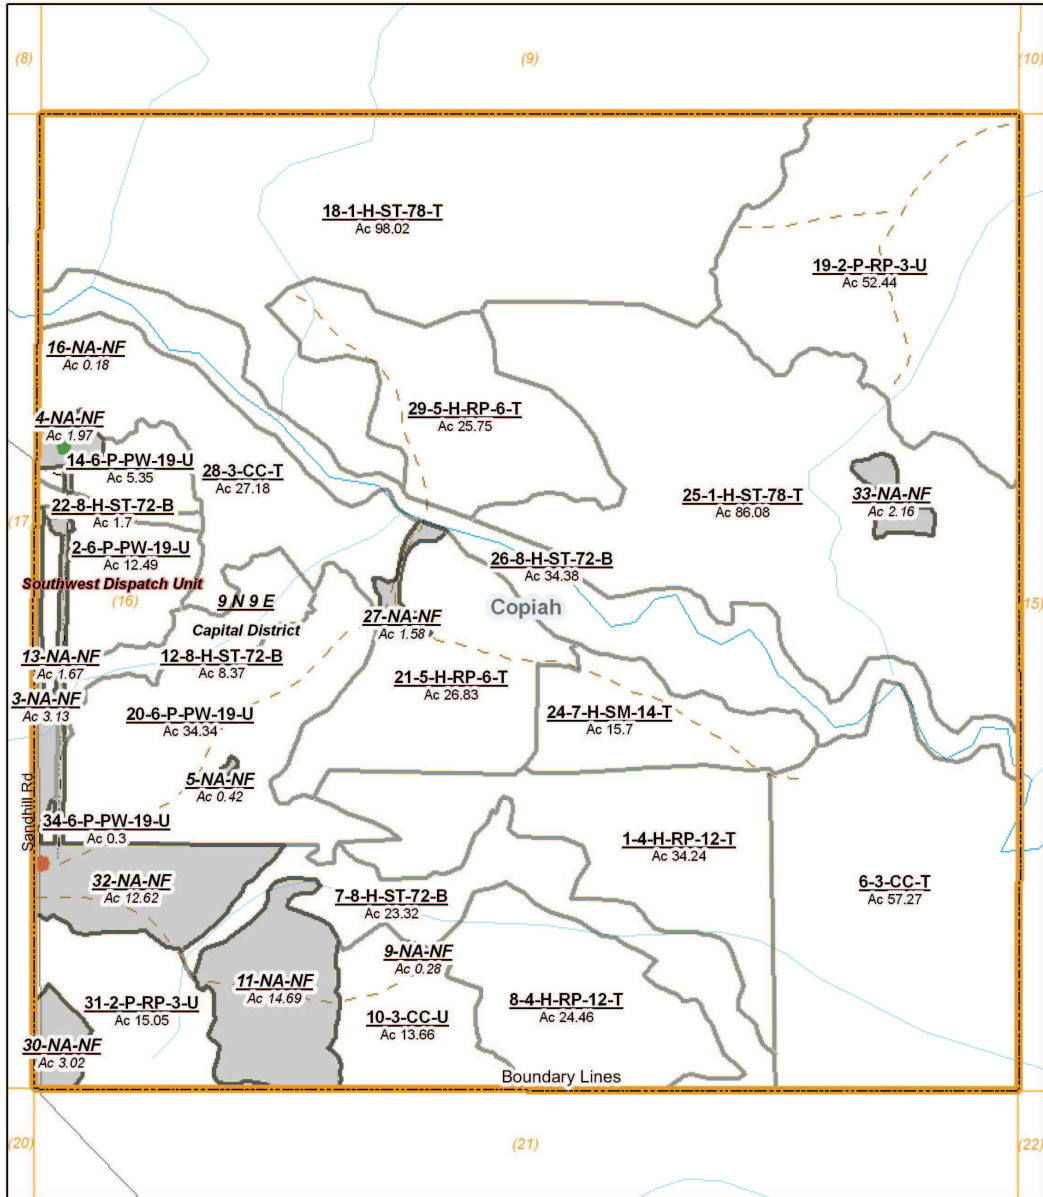 (8)
(9)
(10)
18-1-H-ST-78-T
Ac 98.02
19-2-P-RP-3-U
Ac 52.44
16-NA-NF
Ac 0.18
4-NA-NF
Ac 1.97
29-5-H-RP-6-T
Ac 25.75
14-6-P-PW-19-U
Ac 5.35
28-3-CC-T
Ac 27.18
25-1-H-ST-78-T
Ac 86.08
33-NA-NF
Ac 2.16
22-8-H-ST-72-B
Ac 1.7
(17)
2-6-P-PW-19-U
Ac 12.49
26-8-H-ST-72-B
Ac 34.38
Southwest Dispatch Unit
(16)
9 N 9 E
Copiah
(15)
27-NA-NF
Ac 1.58
Capital District
13-NA-NF
Ac 1.67
12-8-H-ST-72-B
Ac 8.37
21-5-H-RP-6-T
Ac 26.83
3-NA-NF
Ac 3.13
20-6-P-PW-19-U
Ac 34.34
24-7-H-SM-14-T
Ac 15.7
5-NA-NF
Ac 0.42
Sandhill Rd
34-6-P-PW-19-U
Ac 0.3
1-4-H-RP-12-T
Ac 34.24
32-NA-NF
Ac 12.62
6-3-CC-T
Ac 57.27
7-8-H-ST-72-B
Ac 23.32
9-NA-NF
Ac 0.28
11-NA-NF
Ac 14.69
31-2-P-RP-3-U
Ac 15.05
8-4-H-RP-12-T
Ac 24.46
10-3-CC-U
Ac 13.66
30-NA-NF
Ac 3.02
Boundary Lines
(20)
(21)
(22)